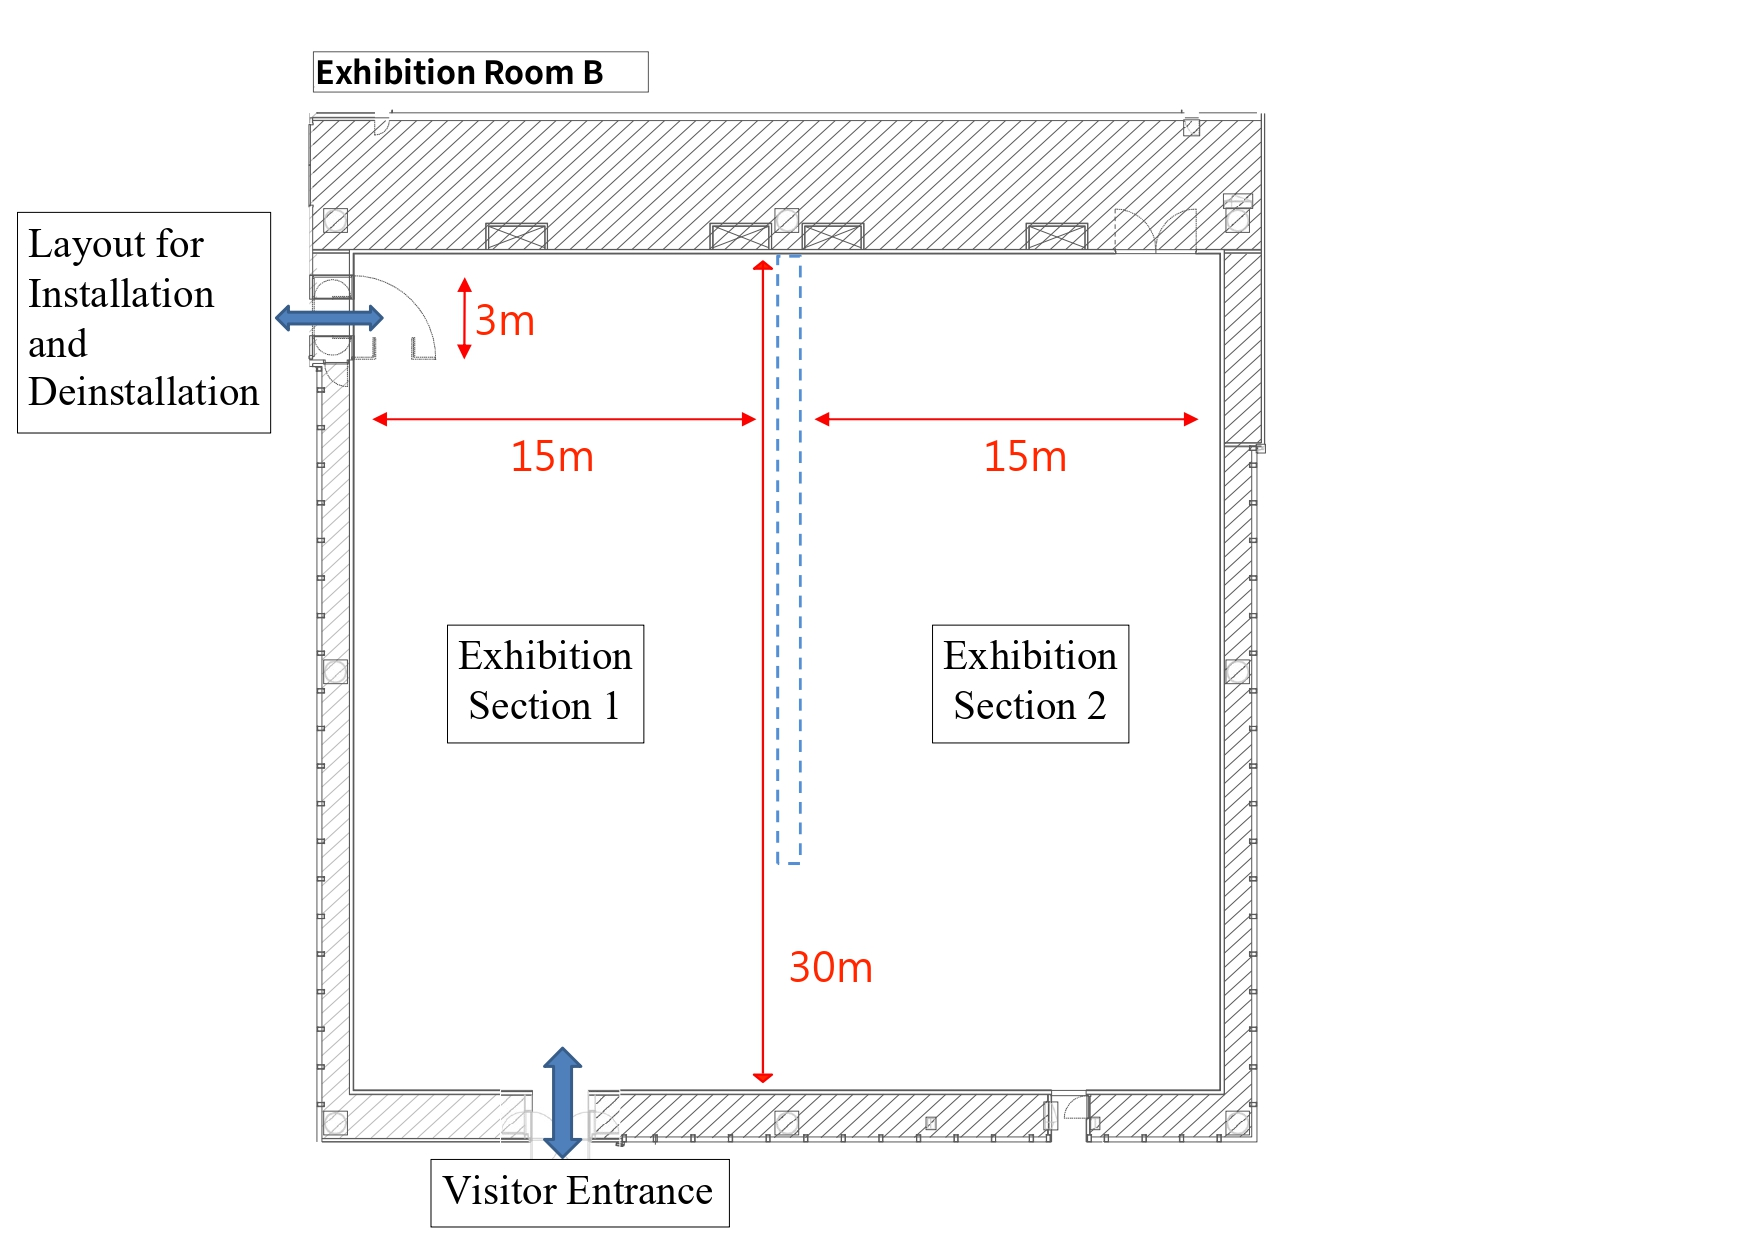 Exhibition Room B
Layout for
Installation
and
Deinstallation
3m
15m
15m
Exhibition
Section 1
Exhibition
Section 2
30m
Visitor Entrance